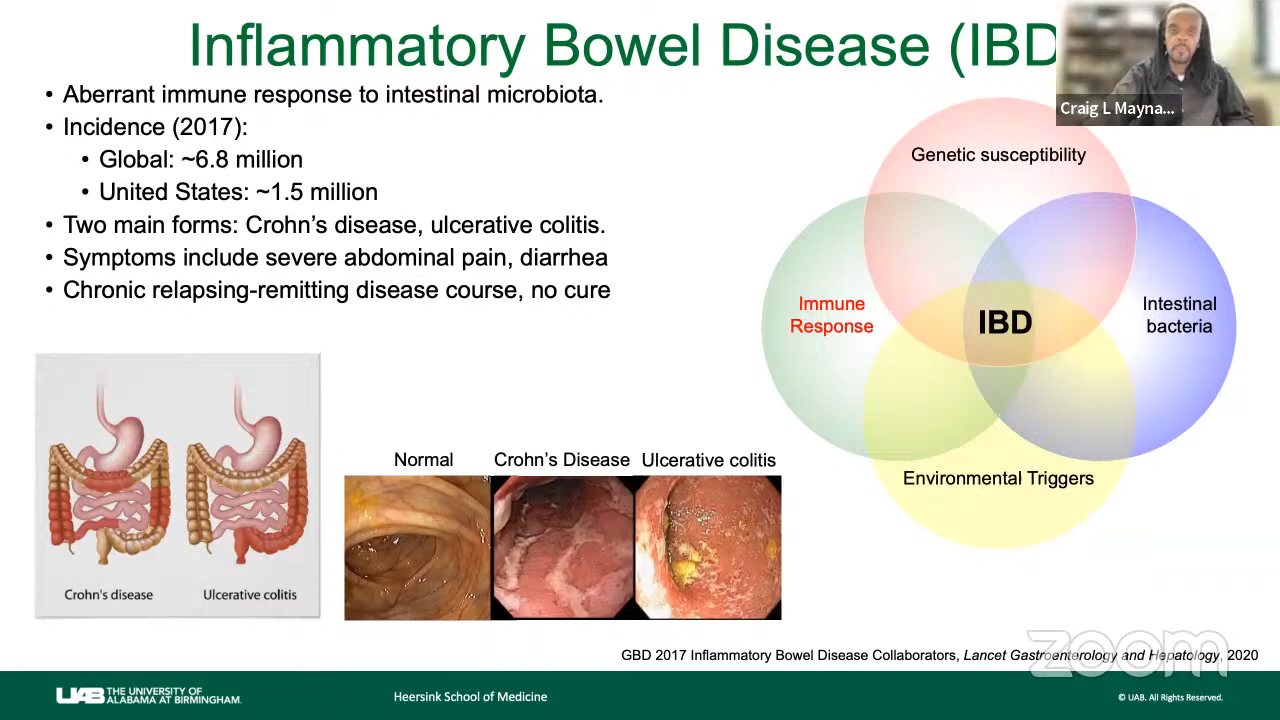 Inflammatory Bowel Disease (IBD
Craig L Mayna...
• Aberrant immune response to intestinal microbiota.
• Incidence (2017):
• Global: ~6.8 million
• United States: ~1.5 million
• Two main forms: Crohn’s disease, ulcerative colitis.
• Symptoms include severe abdominal pain, diarrhea
• Chronic relapsing-remitting disease course, no cure
Genetic susceptibility
Immune
Response
IBD
Intestinal
bacteria
Environmental Triggers
Crohn's disease
Ulcerative colitis
Normal
Crohn’s Disease
Ulcerative colitis
GBD 2017 Inflammatory Bowel Disease Collaborators, Lancet Gastroenterology and Hepatology, 2020
zoom
UAB THE UNIVERSITY OF
ALABAMA AT BIRMINGHAM.
Heersink School of Medicine
© UAB. All Rights Reserved.